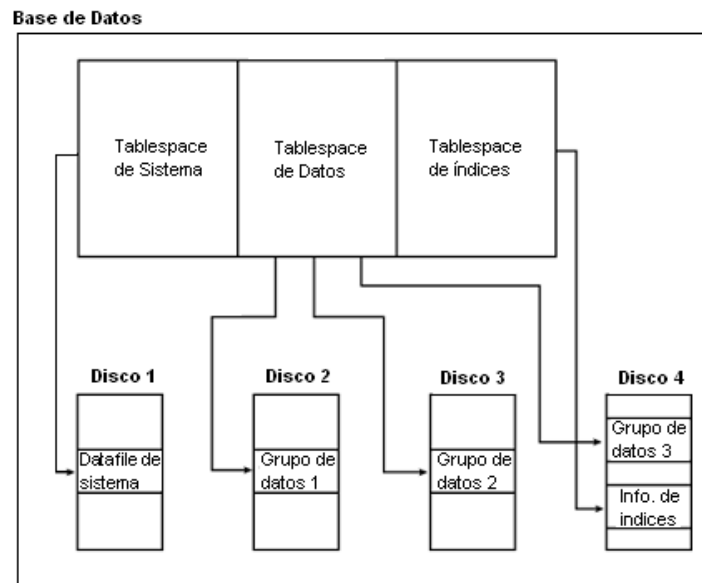 Base de Datos
Tablespace
de Sistema
Tablespace
de Datos
Tablespace
de índices
Disco 1
Disco 2
Disco 3
Disco 4
Datafile de
sistema
Grupo de
datos 1
Grupo de
datos 2
Grupo de
datos 3
Info. de
indices